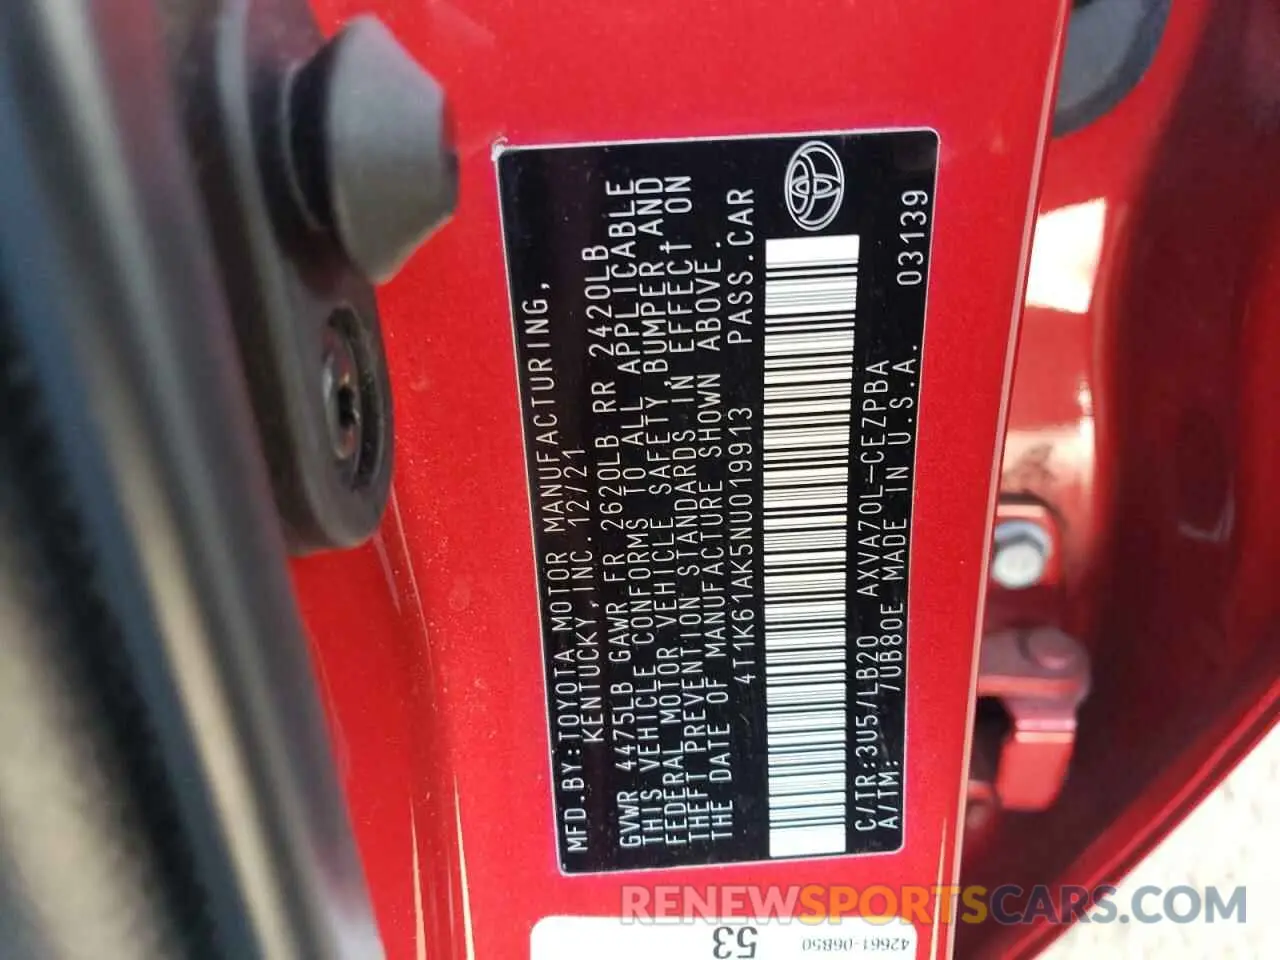 MFD.BY:TOYOTA MOTOR MANUFACTURING,
KENTUCKY,INC.12/21
GVWR 4475LB GAWR FR 2620LB RR 2420LB
THIS VEHICLE CONFORMS TO ALL APPLICABLE
FEDERAL MOTOR VEHICLE SAFETY,BUMPER,AND
THEFT PREVENTION STANDARDS IN EFFECT ON
THE DATE OF MANUFACTURE SHOWN ABOVE.
4T1K61AK5NU019913 PASS.CAR
C/TR:3U5/LB20 AXVA70L-CEZPBA 03139
A/TM: 7UB80E MADE IN U.S.A.
53
42661-06B50
RENEWSPORTSCARS.COM